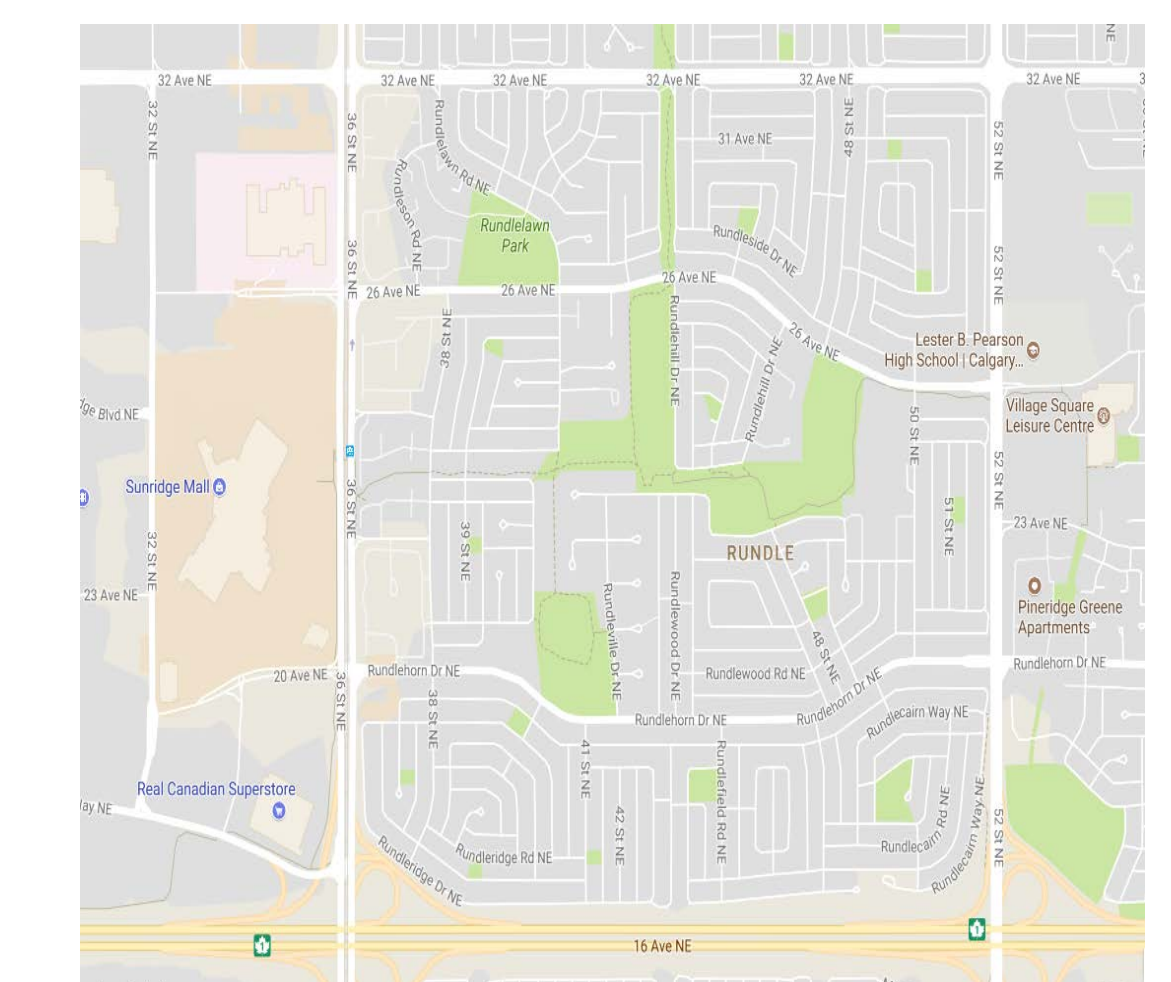 32 Ave NE
32 Ave NE
32 Ave NE
32 Ave NE
32 Ave NE
32 Ave NE
NE
32 St NE
36 St NE
Rundlelawn Rd NE
31 Ave NE
48 St NE
52 St NE
Rundleson Rd NE
Rundlelawn
Park
Rundleside Dr NE
36 St NE
52 St NE
26 Ave NE
26 Ave NE
26 Ave NE
38 St NE
Rundlehill Dr NE
26 Ave NE
Lester B. Pearson
High School | Calgary...
Rundlehill Dr NE
dge Blvd NE
Village Square
Leisure Centre
50 St NE
Sunridge Mall
36 St NE
52 St NE
32 St NE
39 St NE
51 St NE
23 Ave NE
RUNDLE
23 Ave NE
Pineridge Greene
Apartments
Rundleville Dr NE
Rundlewood Dr NE
48 St NE
20 Ave NE
Rundlehorn Dr NE
Rundlewood Rd NE
Rundlehorn Dr NE
36 St NE
38 St NE
Rundlehorn Dr NE
Rundlehorn Dr NE
Rundlecairn Way NE
41 St NE
Rundlefield Rd NE
Real Canadian Superstore
ay NE
42 St NE
Rundlecairn Rd NE
Rundlecairn Way NE
52 St NE
Rundleridge Rd NE
Rundleridge Dr NE
1
16 Ave NE
1